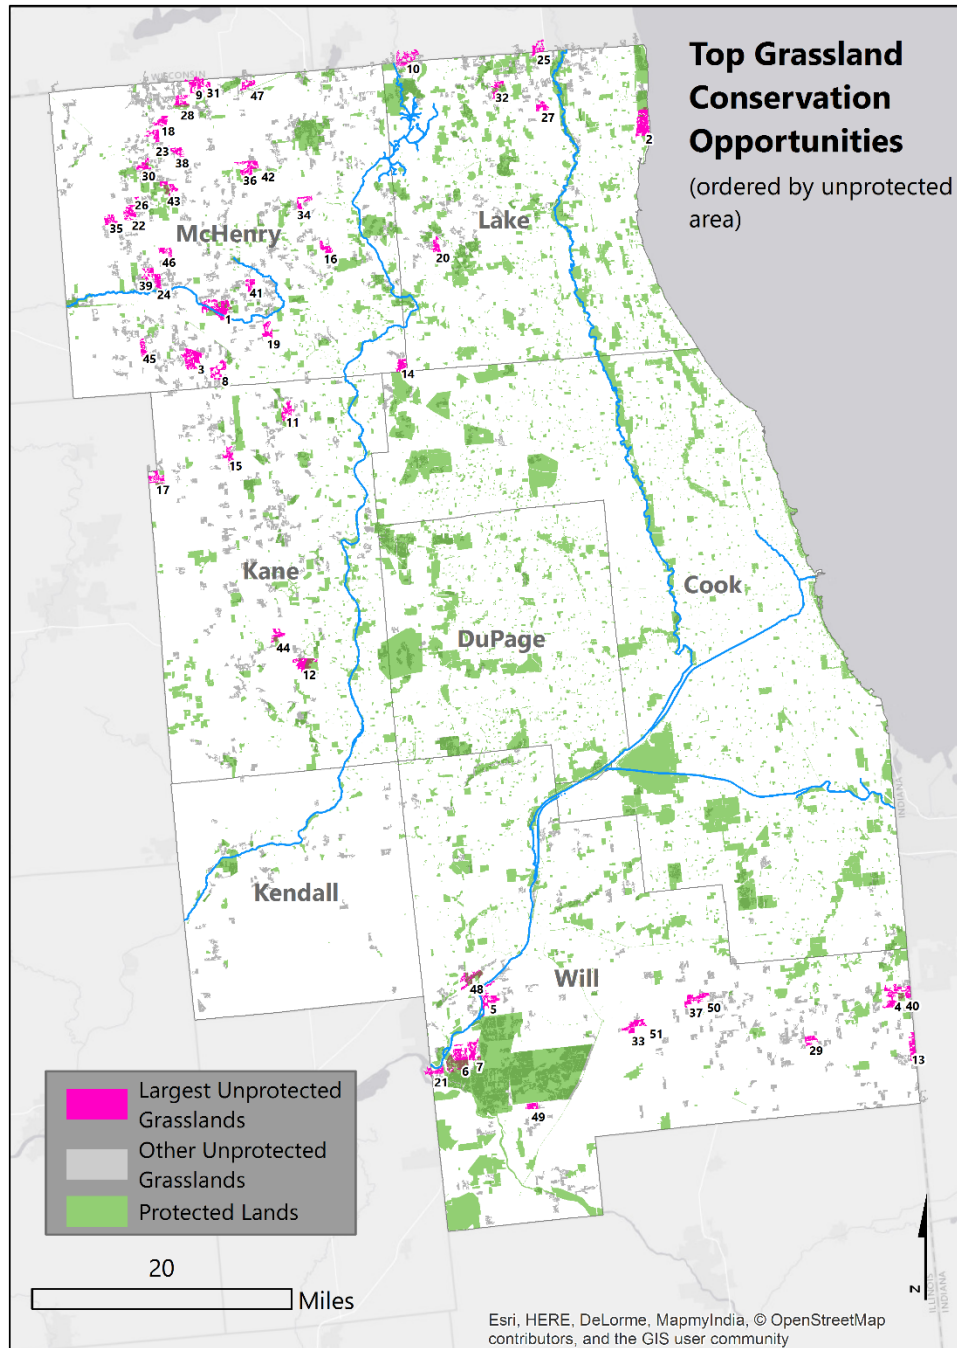 Top Grassland
Conservation
Opportunities
(ordered by unprotected
area)
WISCONSIN
10
25
9
31
47
32
28
27
18
2
23
38
30
36
42
43
26
34
22
35
McHenry
Lake
16
20
46
39
24
41
1
19
45
3
8
14
11
15
17
Kane
Cook
DuPage
44
12
INDIANA
Kendall
Will
48
5
4
40
37
50
33
51
29
13
6
7
21
49
Largest Unprotected
Grasslands
Other Unprotected
Grasslands
Protected Lands
20
Miles
N
ILLINOIS
INDIANA
Esri, HERE, DeLorme, MapmyIndia, © OpenStreetMap
contributors, and the GIS user community